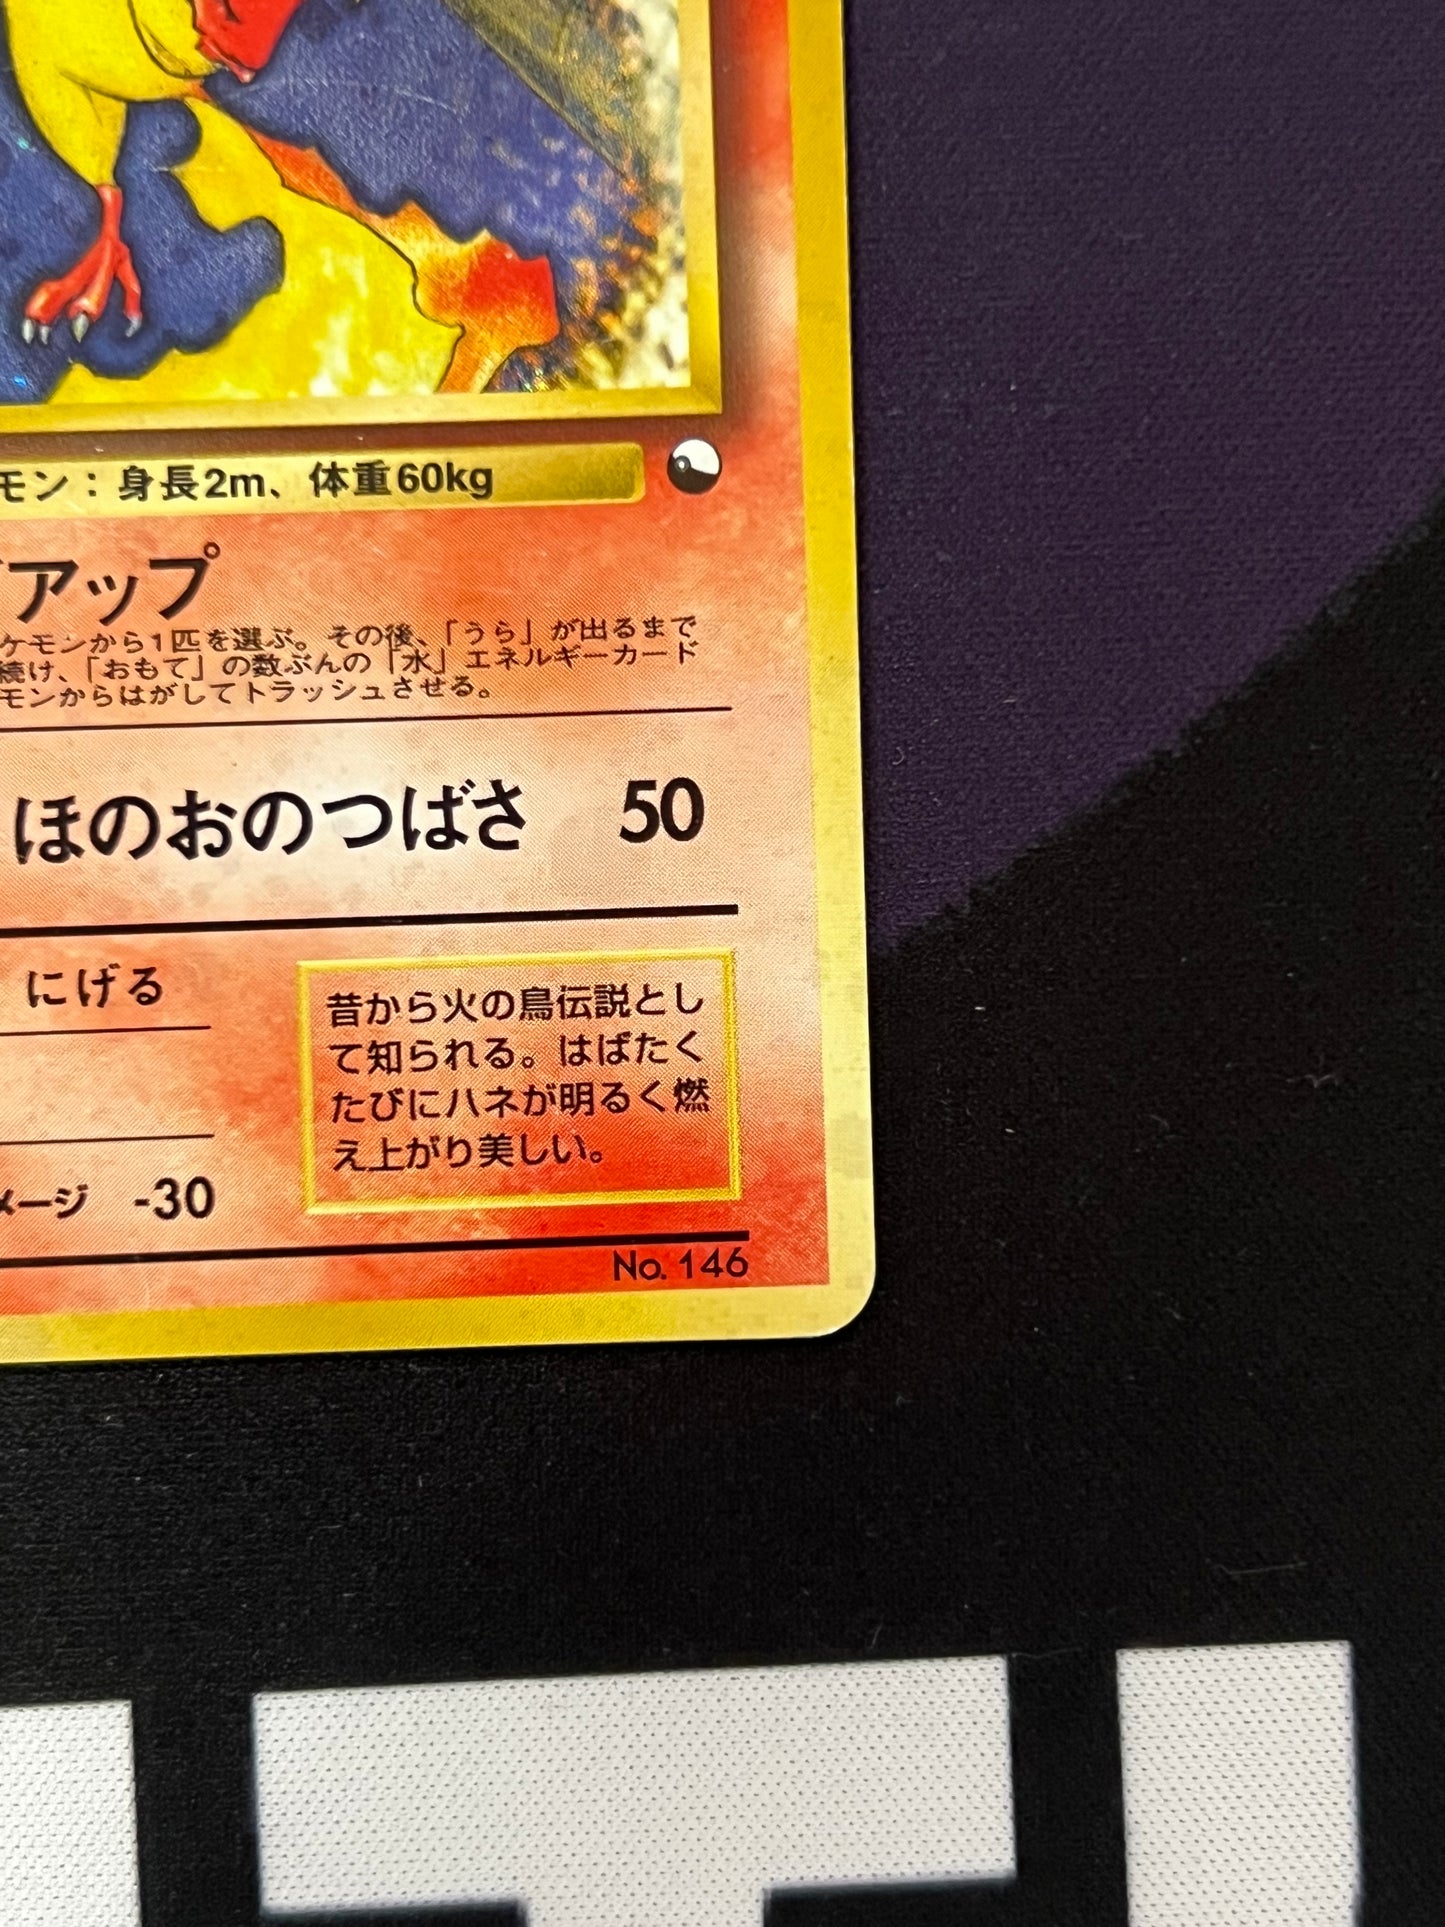 モン：身長2m、体重60kg
アップ
ケモンから1匹を選ぶ。その後、「うら」が出るまで
続け、「おもて」の数ぶんの「水」エネルギーカード
モンからはがしてトラッシュさせる。
ほのおのつばさ 50
にげる
昔から火の鳥伝説とし
て知られる。はばたく
たびにハネが明るく燃
え上がり美しい。
メージ -30
No. 146